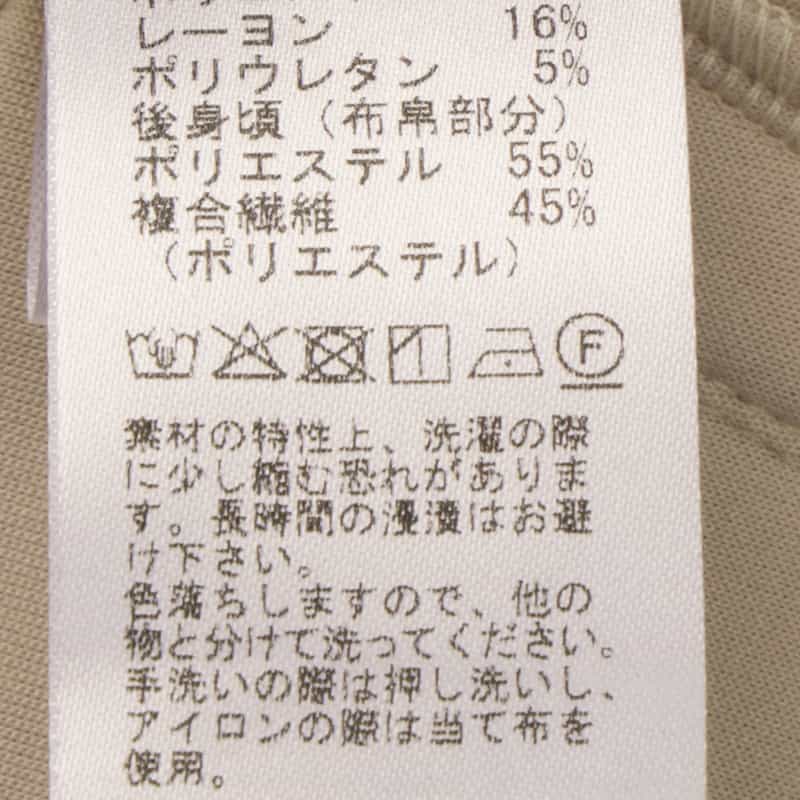 レーヨン 16%
ポリウレタン 5%
後身頃（布帛部分）
ポリエステル 55%
複合繊維 45%
（ポリエステル）
F
素材の特性上、洗濯の際
に少し縮む恐れがありま
す。長時間の浸漬はお避
け下さい。
色落ちしますので、他の
物と分けて洗ってください。
手洗いの際は押し洗いし、
アイロンの際は当て布を
使用。